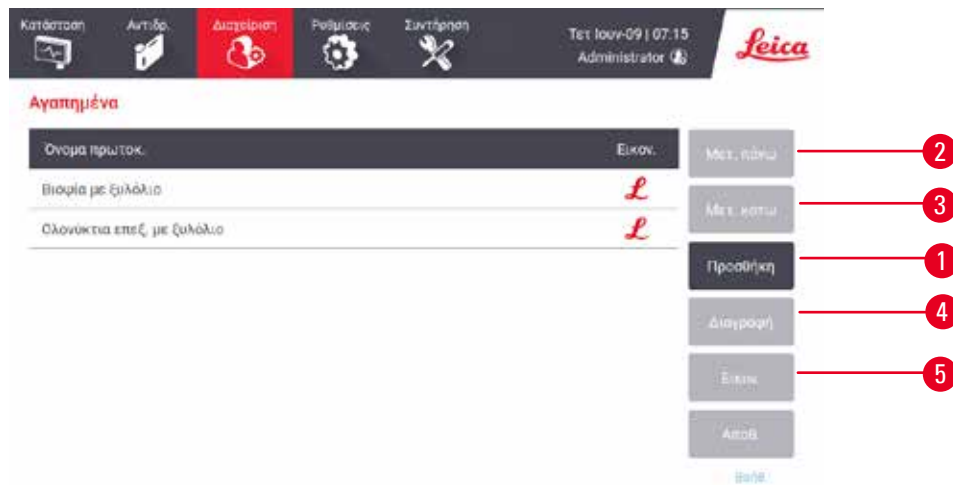 Κατάσταση Αντιδρ. Διαχείριση Ρυθμίσεις Συντήρηση
Τετ Ιουν-09 | 07:15
Administrator
Leica
Αγαπημένα
Όνομα πρωτοκ. Εικον.
Βιοψία με ξυλόλιο
Ολονύκτια επεξ. με ξυλόλιο
Μετ. πάνω 2
Μετ. κατω 3
Προσθήκη 1
Διαγραφή 4
Εικον. 5
Αποθ.
Βοήθ.